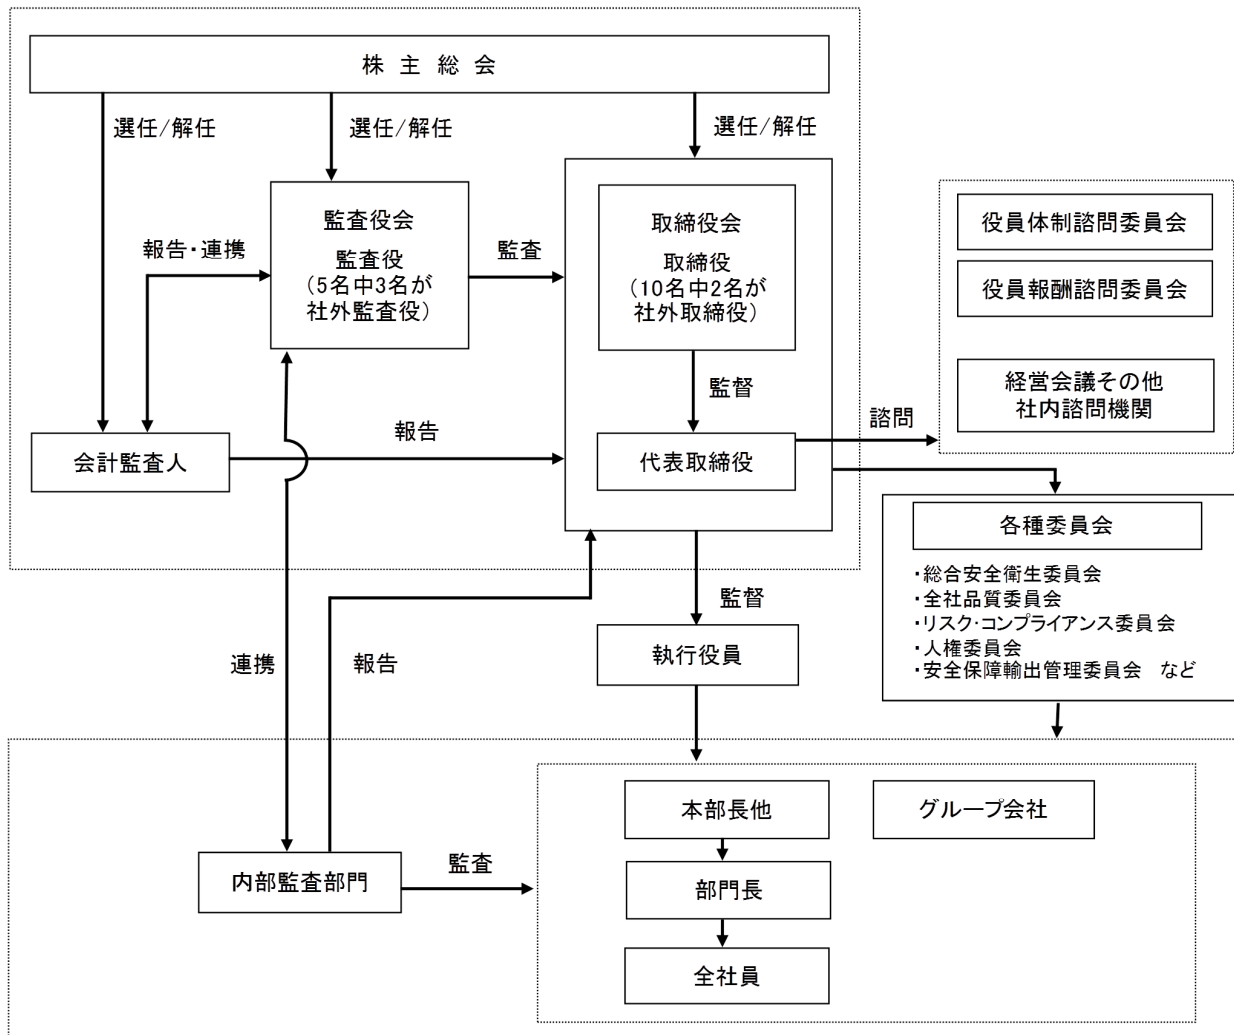 株主総会
選任/解任
選任/解任
選任/解任
監査役会
監査役
(5名中3名が
社外監査役)
報告・連携
監査
取締役会
取締役
(10名中2名が
社外取締役)
監督
役員体制諮問委員会
役員報酬諮問委員会
経営会議その他
社内諮問機関
諮問
会計監査人
報告
代表取締役
各種委員会
・総合安全衛生委員会
・全社品質委員会
・リスク・コンプライアンス委員会
・人権委員会
・安全保障輸出管理委員会 など
監督
執行役員
連携
報告
本部長他
グループ会社
内部監査部門
監査
部門長
全社員